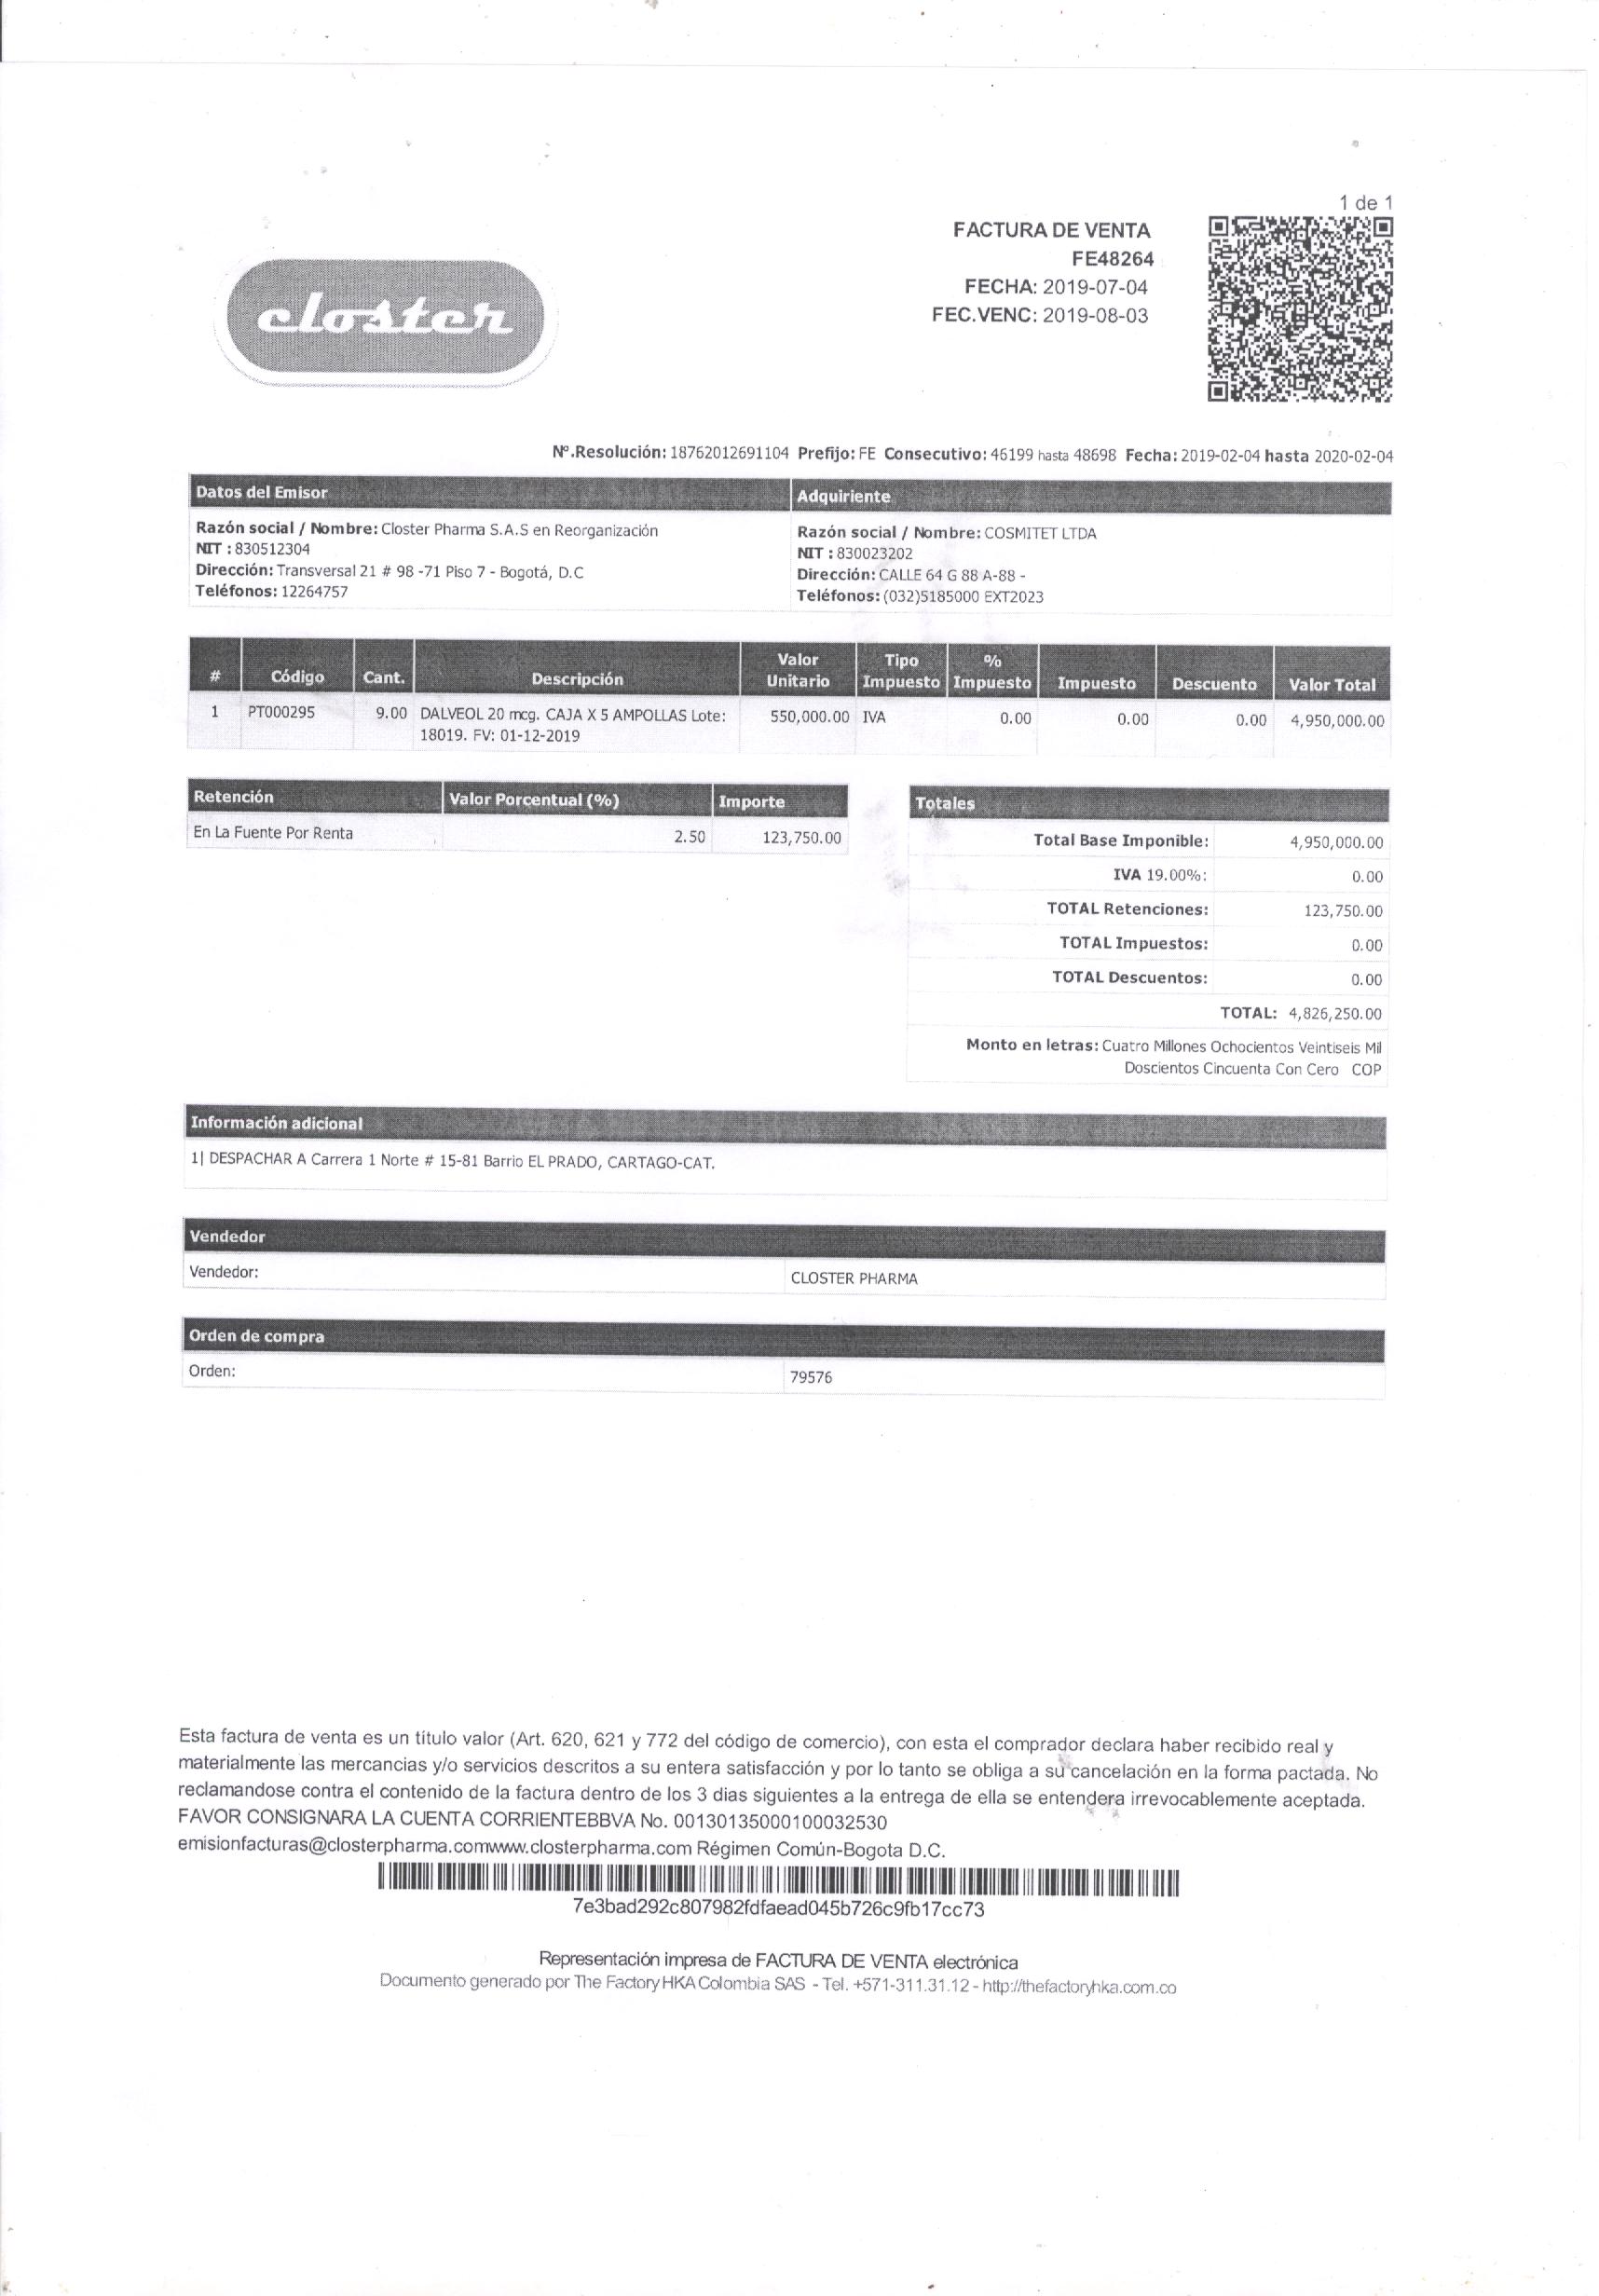 1 de 1
FACTURA DE VENTA
FE48264
FECHA: 2019-07-04
FEC.VENC: 2019-08-03
closter
Nº.Resolución: 18762012691104 Prefijo: FE Consecutivo: 46199 hasta 48698 Fecha: 2019-02-04 hasta 2020-02-04
Datos del Emisor
Razón social / Nombre: Closter Pharma S.A.S en Reorganización
NIT : 830512304
Dirección: Transversal 21 # 98 -71 Piso 7 - Bogotá, D.C
Teléfonos: 12264757
Adquiriente
Razón social / Nombre: COSMITET LTDA
NIT : 830023202
Dirección: CALLE 64 G 88 A-88 -
Teléfonos: (032)5185000 EXT2023
# Código Cant. Descripción Valor Unitario Tipo Impuesto % Impuesto Impuesto Descuento Valor Total
1 PT000295 9.00 DALVEOL 20 mcg. CAJA X 5 AMPOLLAS Lote: 550,000.00 IVA 0.00 0.00 0.00 4,950,000.00
18019. FV: 01-12-2019
Retención Valor Porcentual (%) Importe
En La Fuente Por Renta 2.50 123,750.00
Totales
Total Base Imponible: 4,950,000.00
IVA 19.00%: 0.00
TOTAL Retenciones: 123,750.00
TOTAL Impuestos: 0.00
TOTAL Descuentos: 0.00
TOTAL: 4,826,250.00
Monto en letras: Cuatro Millones Ochocientos Veintiseis Mil
Doscientos Cincuenta Con Cero COP
Información adicional
1| DESPACHAR A Carrera 1 Norte # 15-81 Barrio EL PRADO, CARTAGO-CAT.
Vendedor
Vendedor: CLOSTER PHARMA
Orden de compra
Orden: 79576
Esta factura de venta es un título valor (Art. 620, 621 y 772 del código de comercio), con esta el comprador declara haber recibido real y
materialmente las mercancias y/o servicios descritos a su entera satisfacción y por lo tanto se obliga a su cancelación en la forma pactada. No
reclamandose contra el contenido de la factura dentro de los 3 dias siguientes a la entrega de ella se entendera irrevocablemente aceptada.
FAVOR CONSIGNARA LA CUENTA CORRIENTEBBVA No. 00130135000100032530
emisionfacturas@closterpharma.comwww.closterpharma.com Régimen Común-Bogota D.C.
7e3bad292c807982fdfaead045b726c9fb17cc73
Representación impresa de FACTURA DE VENTA electrónica
Documento generado por The Factory HKA Colombia SAS - Tel. +571-311.31.12 - http://thefactoryhka.com.co